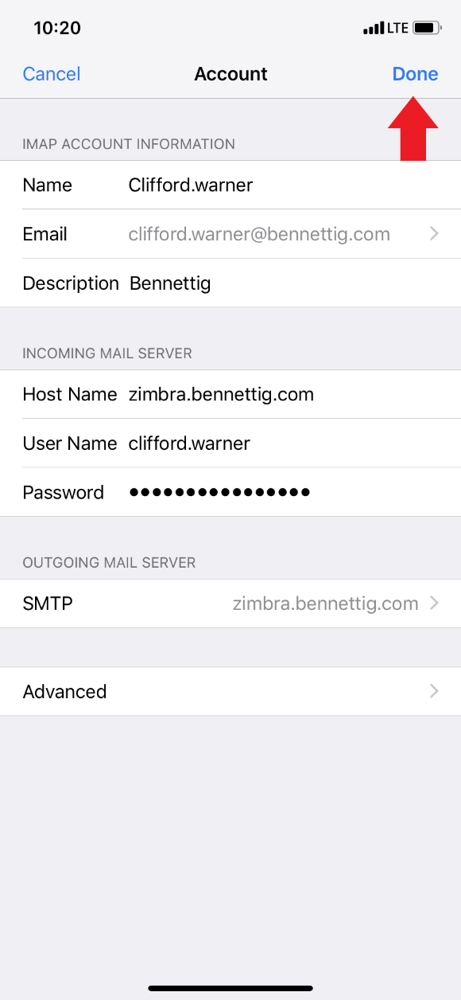 10:20 LTE
Cancel Account Done
IMAP ACCOUNT INFORMATION
Name Clifford.warner
Email clifford.warner@bennettig.com
Description Bennettig
INCOMING MAIL SERVER
Host Name zimbra.bennettig.com
User Name clifford.warner
Password ••••••••••••••••
OUTGOING MAIL SERVER
SMTP zimbra.bennettig.com
Advanced